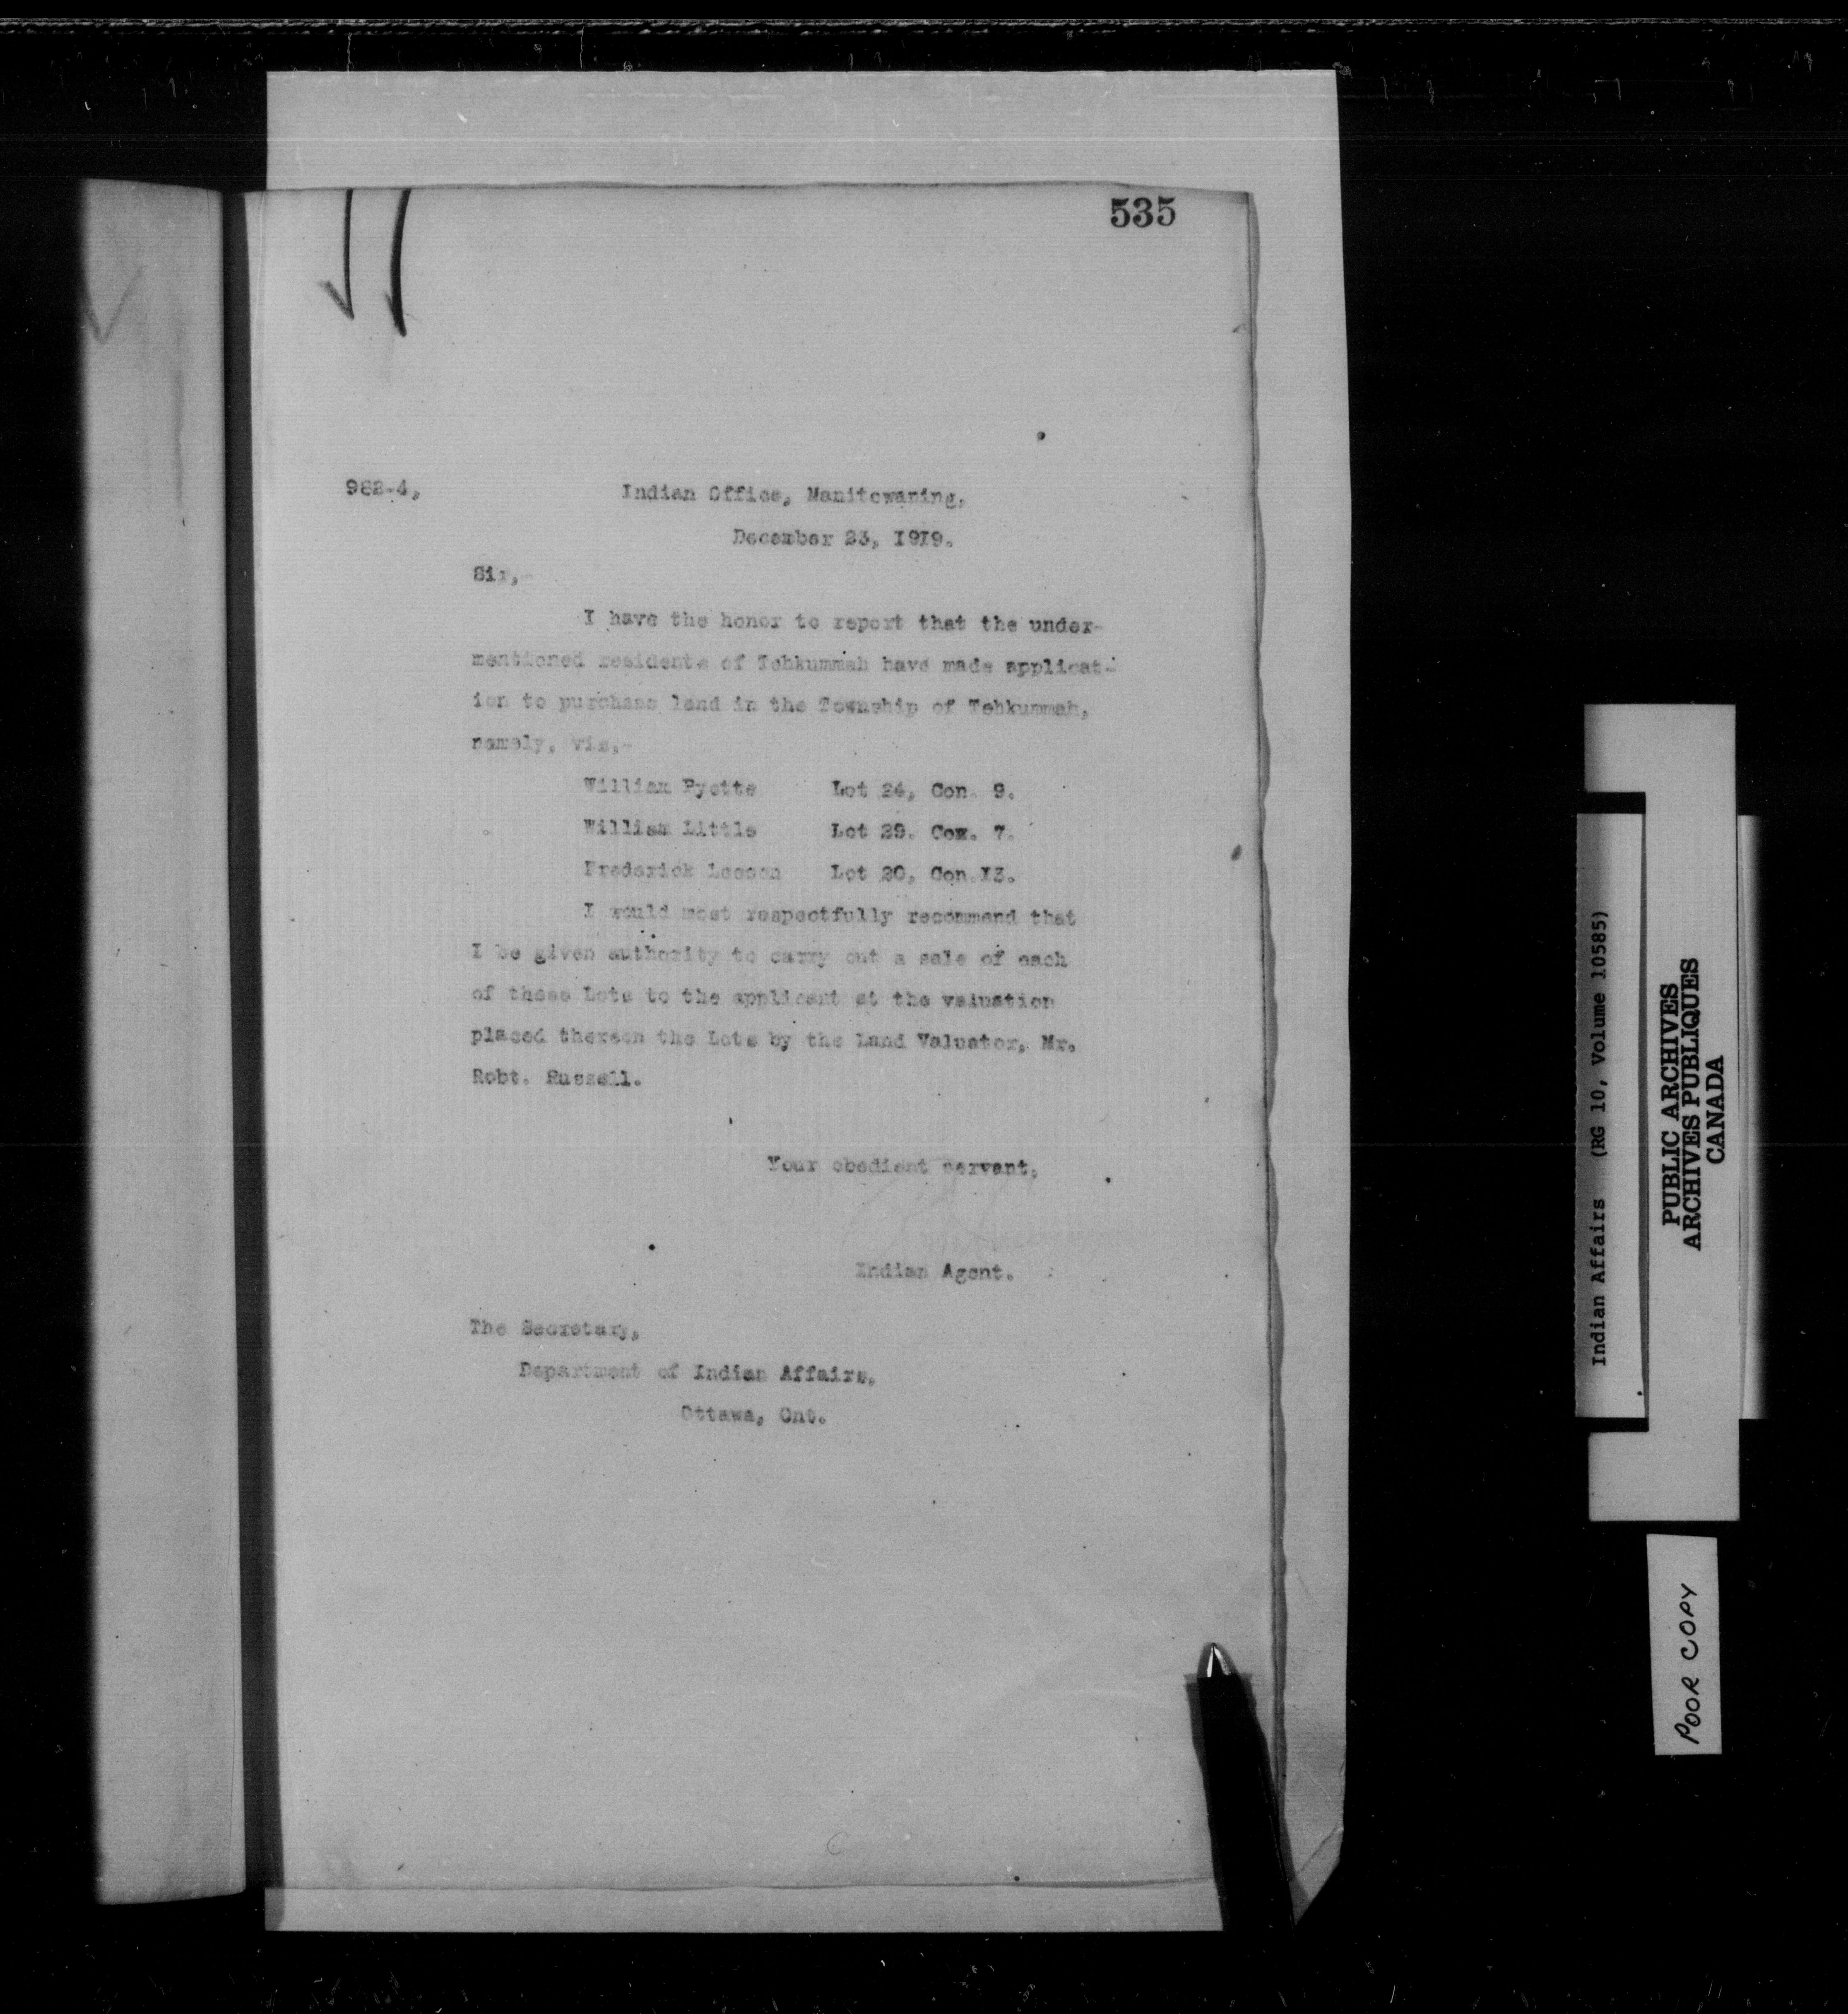 535
982-4,
Indian Office, Manitowaning,
December 23, 1919.
Sir,-
I have the honor to report that the under-
mentioned residents of Tehkummah have made applicat-
ion to purchase land in the Township of Tehkummah,
namely, viz,-
William Pyette Lot 24, Con. 9.
William Little Lot 29. Con. 7.
Frederick Leeson Lot 20, Con.13.
I would most respectfully recommend that
I be given authority to carry out a sale of each
of these Lots to the applicant at the valuation
placed thereon the Lots by the Land Valuator, Mr.
Robt. Russell.
Your obedient servant,
Indian Agent.
The Secretary,
Department of Indian Affairs,
Ottawa, Ont.
Indian Affairs (RG 10, Volume 10585)
PUBLIC ARCHIVES
ARCHIVES PUBLIQUES
CANADA
POOR COPY